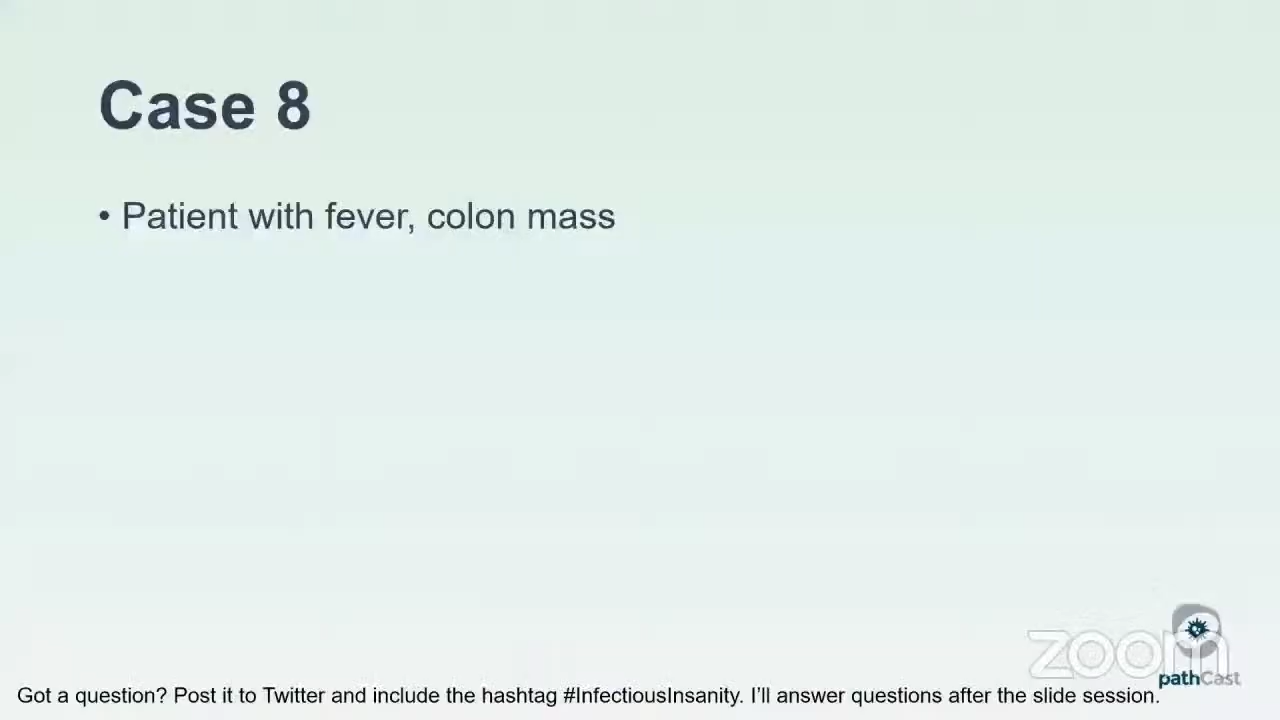 Case 8
• Patient with fever, colon mass
zoom
pathCast
Got a question? Post it to Twitter and include the hashtag #InfectiousInsanity. I’ll answer questions after the slide session.